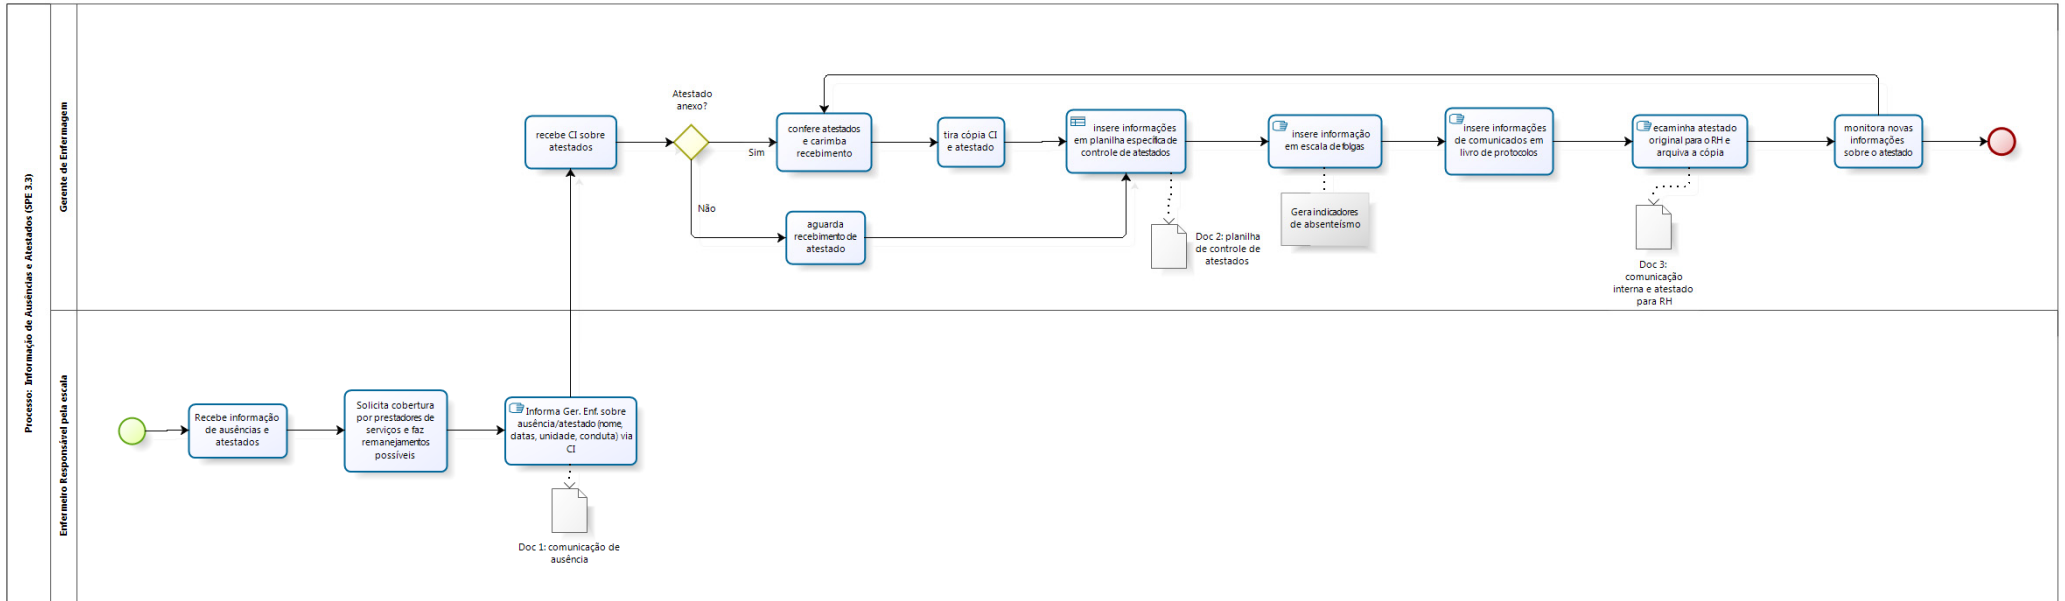 Processo: Informação de Ausências e Atestados (SPE 3.3)
Gerente de Enfermagem
Atestado
anexo?
recebe CI sobre
atestados
Sim
Não
confere atestados
e carimba
recebimento
tira cópia CI
e atestado
insere informações
em planilha específica de
controle de atestados
insere informação
em escala de folgas
insere informações
de comunicados em
livro de protocolos
ecaminha atestado
original para o RH e
arquiva a cópia
monitora novas
informações
sobre o atestado
aguarda
recebimento de
atestado
Gera indicadores
de absenteísmo
Doc 2: planilha
de controle de
atestados
Doc 3:
comunicação
interna e atestado
para RH
Enfermeiro Responsável pela escala
Recebe informação
de ausências e
atestados
Solicita cobertura
por prestadores de
serviços e faz
remanejamentos
possíveis
Informa Ger. Enf. sobre
ausência/atestado (nome,
datas, unidade, conduta) via
CI
Doc 1: comunicação de
ausência